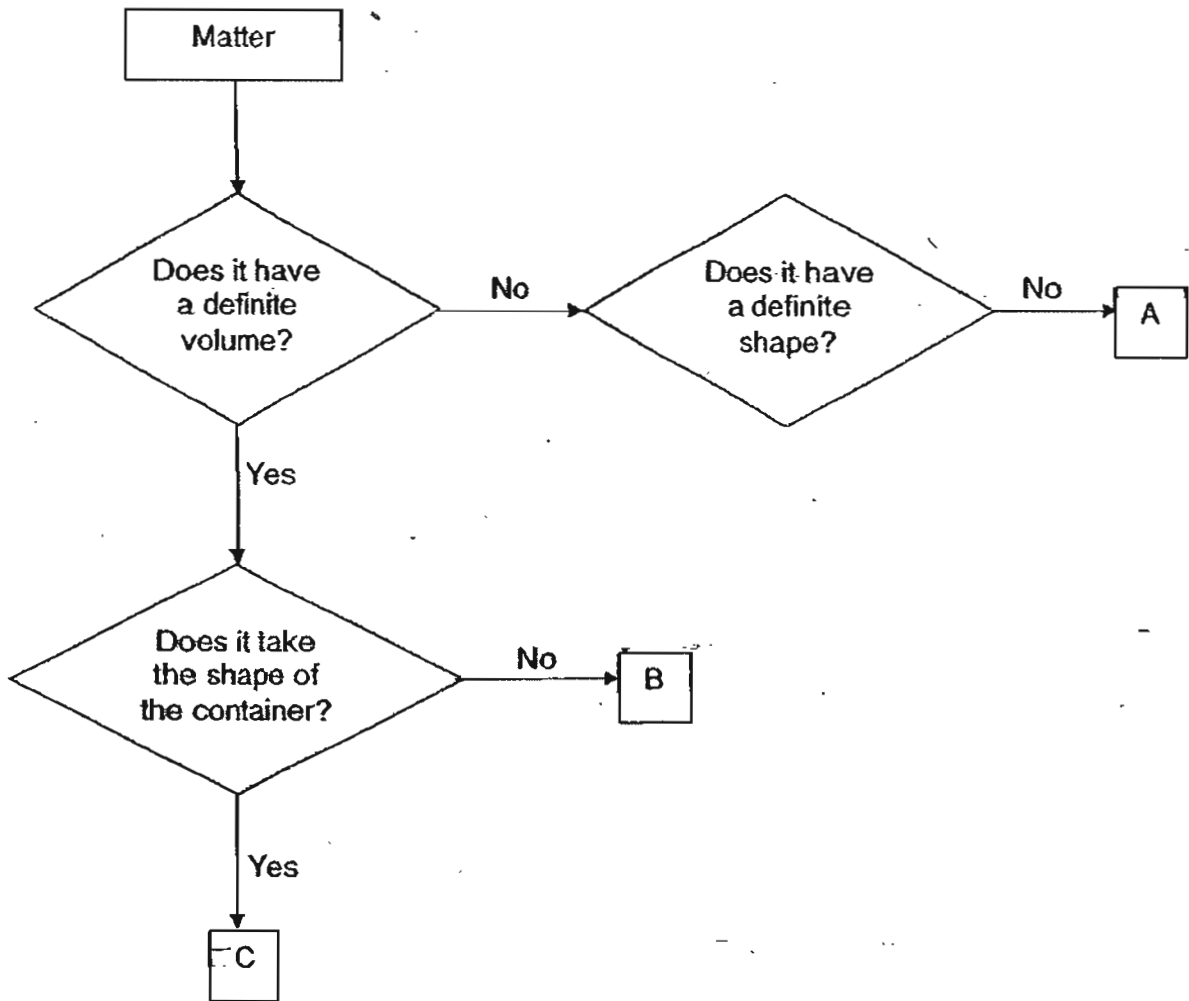 Matter
Does it have
a definite
volume?
No
Does it have
a definite
shape?
No
A
Yes
Does it take
the shape of
the container?
No
B
Yes
C